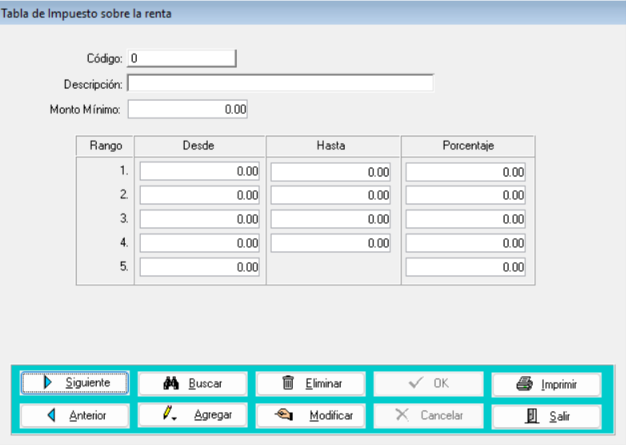 Tabla de Impuesto sobre la renta
Código: 0
Descripción:
Monto Mínimo: 0.00
Rango Desde Hasta Porcentaje
1. 0.00 0.00 0.00
2. 0.00 0.00 0.00
3. 0.00 0.00 0.00
4. 0.00 0.00 0.00
5. 0.00 0.00
Siguiente Buscar Eliminar OK Imprimir
Anterior Agregar Modificar Cancelar Salir